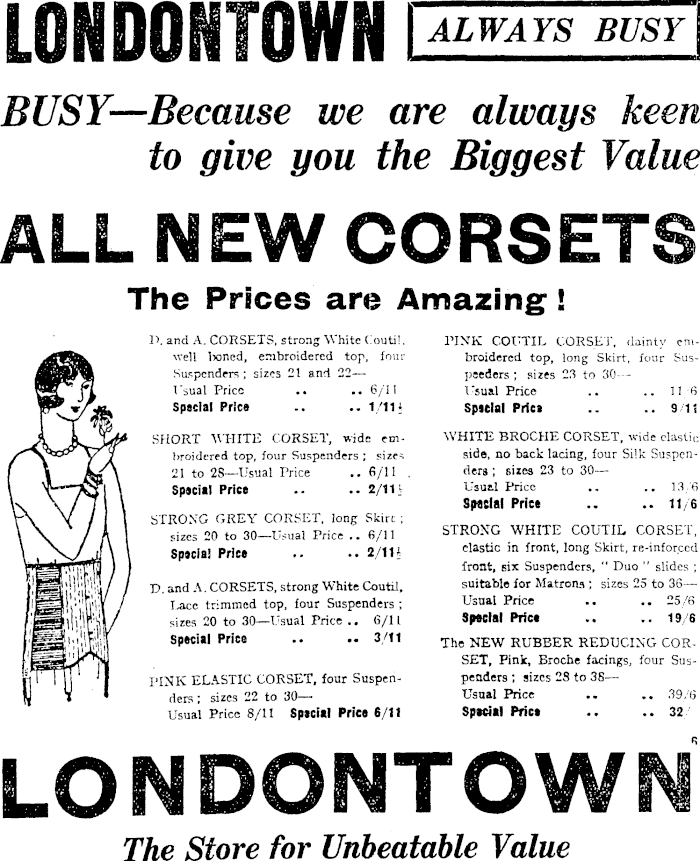 LONDONTOWN
ALWAYS BUSY
BUSY—Because we are always keen
to give you the Biggest Value
ALL NEW CORSETS
The Prices are Amazing !
D. and A. CORSETS, strong White Coutil,
well boned, embroidered top, four
Suspenders ; sizes 21 and 22—
Usual Price .. .. 6/11
Special Price .. .. 1/11½
SHORT WHITE CORSET, wide em-
broidered top, four Suspenders ; sizes
21 to 28—Usual Price .. 6/11
Special Price .. .. 2/11½
STRONG GREY CORSET, long Skirt ;
sizes 20 to 30—Usual Price .. 6/11
Special Price .. .. 2/11½
D. and A. CORSETS, strong White Coutil,
Lace trimmed top, four Suspenders ;
sizes 20 to 30—Usual Price .. 6/11
Special Price .. .. 3/11
PINK ELASTIC CORSET, four Suspen-
ders ; sizes 22 to 30—
Usual Price 8/11 Special Price 6/11
PINK COUTIL CORSET, dainty em-
broidered top, long Skirt, four Sus-
peeders ; sizes 23 to 30—
Usual Price .. .. 11/6
Special Price .. .. 9/11
WHITE BROCHE CORSET, wide elastic
side, no back lacing, four Silk Suspen-
ders ; sizes 23 to 30—
Usual Price .. .. 13/6
Special Price .. .. 11/6
STRONG WHITE COUTIL CORSET,
elastic in front, long Skirt, re-inforced
front, six Suspenders, " Duo " slides ;
suitable for Matrons ; sizes 25 to 36—
Usual Price .. .. 25/6
Special Price .. .. 19/6
The NEW RUBBER REDUCING COR-
SET, Pink, Broche facings, four Sus-
penders ; sizes 28 to 38—
Usual Price .. .. 39/6
Special Price .. .. 32/
6
LONDONTOWN
The Store for Unbeatable Value